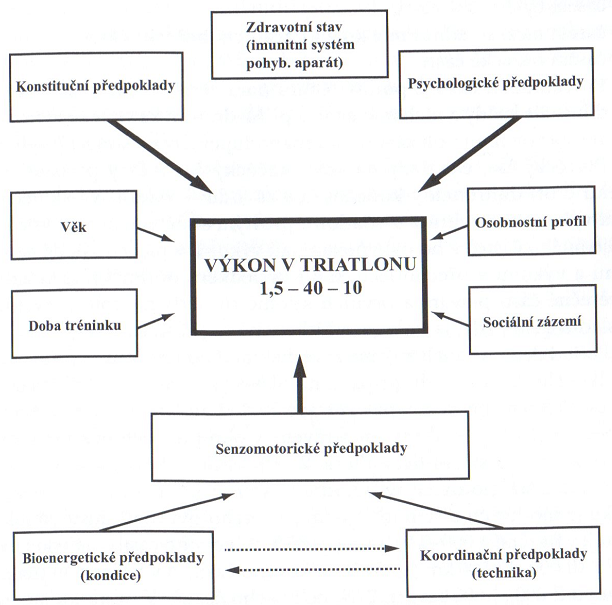 Zdravotní stav
(imunitní systém
pohyb. aparát)
Konstituční předpoklady
Psychologické předpoklady
Věk
Osobnostní profil
VÝKON V TRIATLONU
1,5 – 40 – 10
Doba tréninku
Sociální zázemí
Senzomotorické předpoklady
Bioenergetické předpoklady
(kondice)
Koordinační předpoklady
(technika)